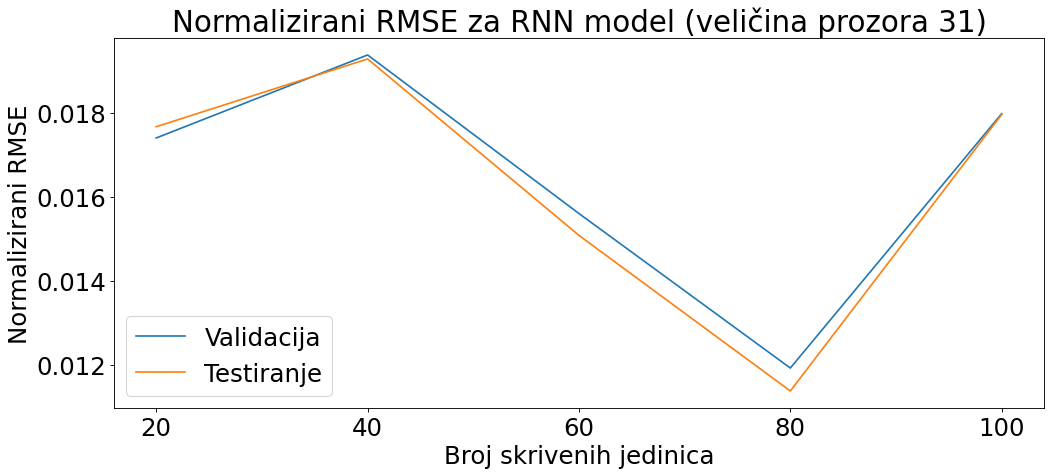 Normalizirani RMSE za RNN model (veličina prozora 31)
Normalizirani RMSE
0.018
0.016
0.014
0.012
Validacija
Testiranje
20 40 60 80 100
Broj skrivenih jedinica